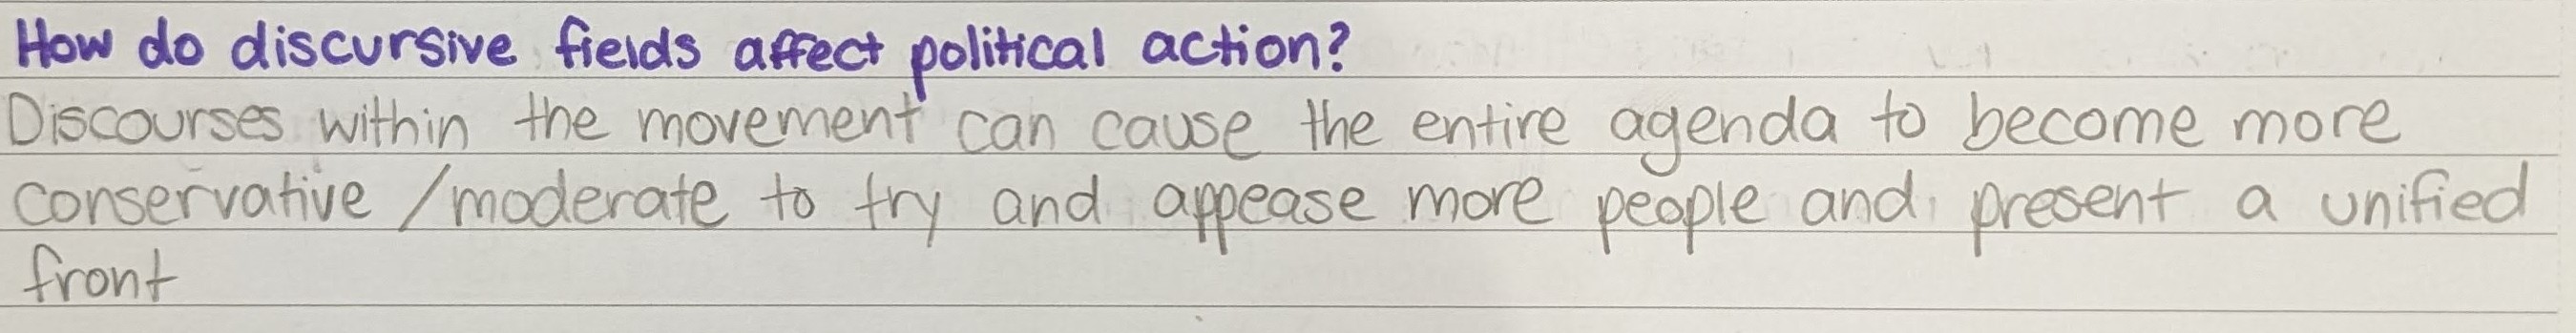 How do discursive fields affect political action?
Discourses within the movement can cause the entire agenda to become more
conservative /moderate to try and appease more people and present a unified
front